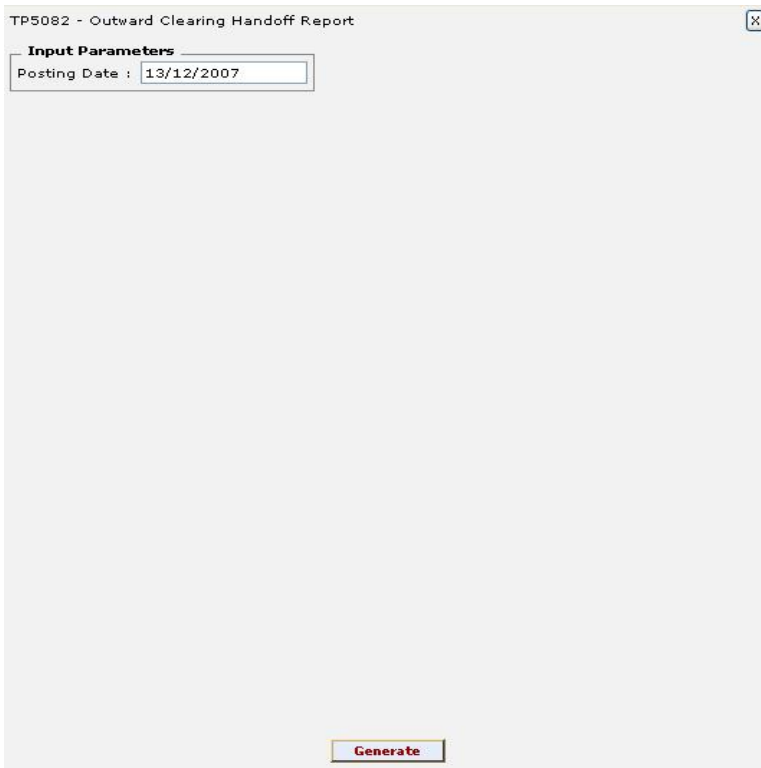 TP5082 - Outward Clearing Handoff Report
X
Input Parameters
Posting Date : 13/12/2007
Generate